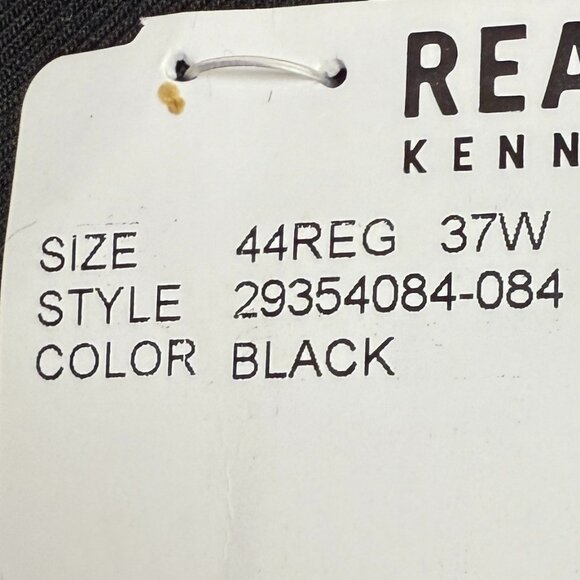 REA
KENN
SIZE 44REG 37W
STYLE 29354084-084
COLOR BLACK